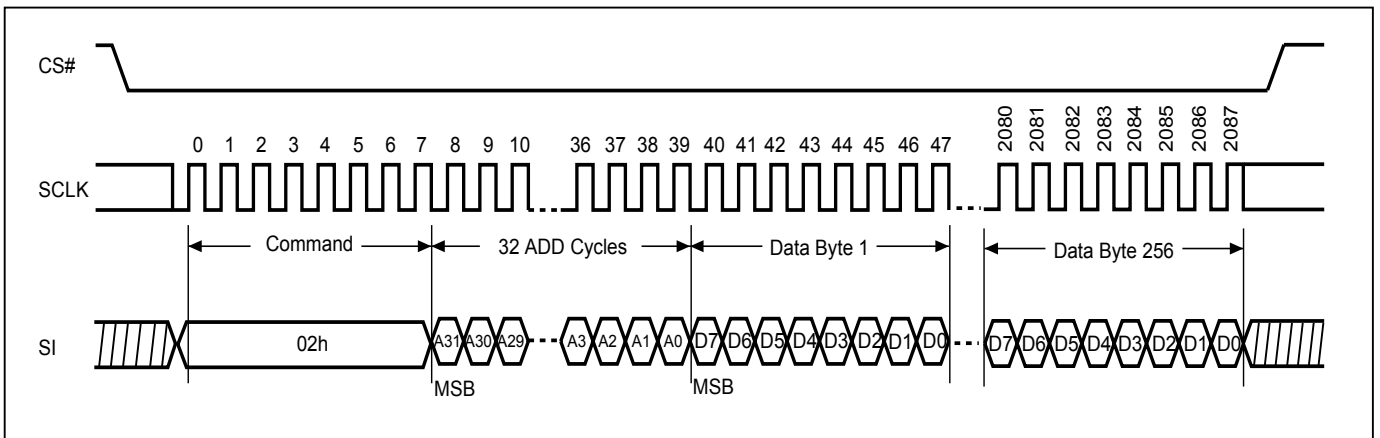 CS#
2080 2081 2082 2083 2084 2085 2086 2087
0 1 2 3 4 5 6 7 8 9 10 36 37 38 39 40 41 42 43 44 45 46 47
SCLK
Command 32 ADD Cycles Data Byte 1 Data Byte 256
SI 02h A31 A30 A29 A3 A2 A1 A0 D7 D6 D5 D4 D3 D2 D1 D0 D7 D6 D5 D4 D3 D2 D1 D0
MSB MSB